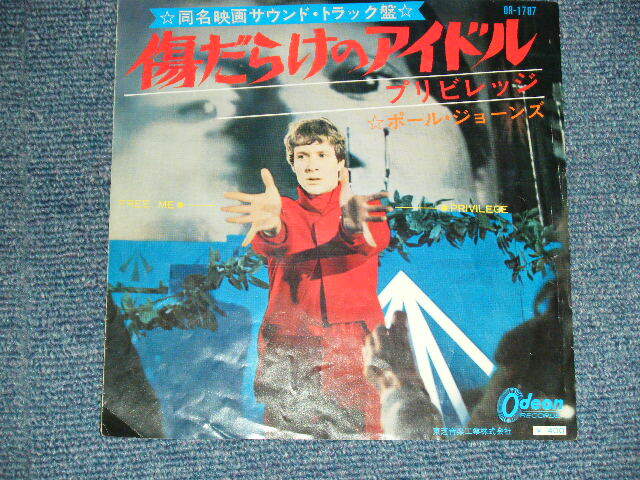 ☆同名映画サウンド・トラック盤☆
OR-1707
傷だらけのアイドル
プリビレッジ
☆ポール・ジョーンズ
FREE ME
PRIVILEGE
Odeon
RECORDS
東芝音楽工業株式会社
¥400